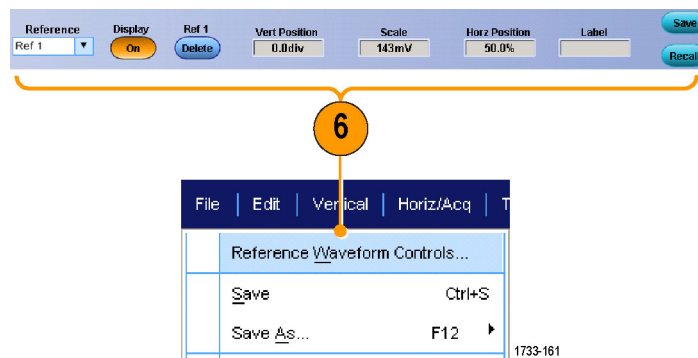 Reference Display Ref 1 Vert Position Scale Horz Position Label Save
Ref 1 On Delete 0.0div 143mV 50.0% Recall
6
File Edit Vertical Horiz/Acq T
Reference Waveform Controls...
Save Ctrl+S
Save As... F12
1733-161